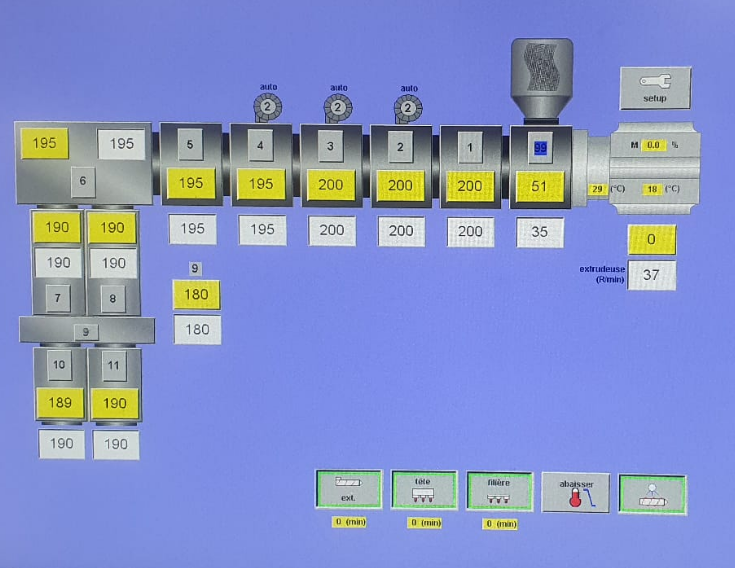 auto auto auto
2 2 2
setup
195 195 5 4 3 2 1 99 M 0.0 %
6 195 195 200 200 200 51 29 (°C) 18 (°C)
190 190 195 195 200 200 200 35 0
190 190 9 extrudeuse
(R/min) 37
7 8 180
9 180
10 11
189 190
190 190
ext. tête filière abaisser
0 (min) 0 (min) 0 (min)